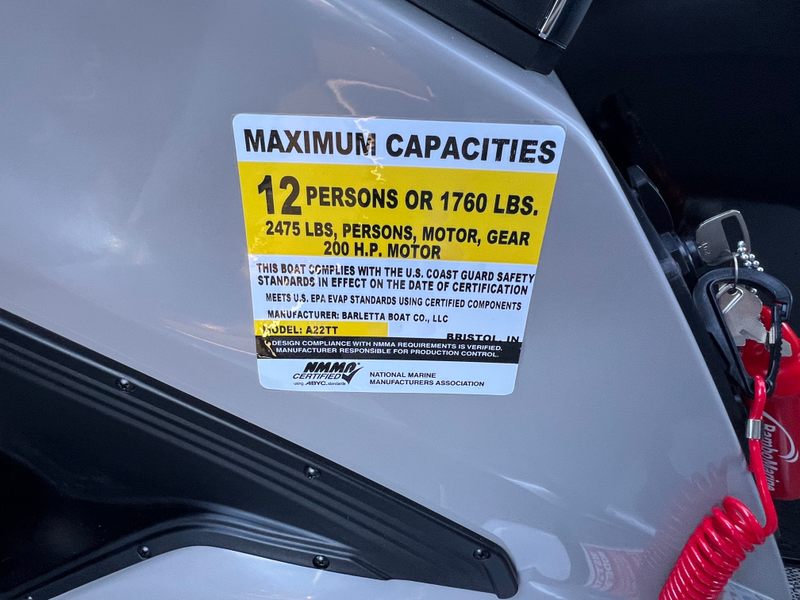 MAXIMUM CAPACITIES
12 PERSONS OR 1760 LBS.
2475 LBS, PERSONS, MOTOR, GEAR
200 H.P. MOTOR
THIS BOAT COMPLIES WITH THE U.S. COAST GUARD SAFETY
STANDARDS IN EFFECT ON THE DATE OF CERTIFICATION
MEETS U.S. EPA EVAP STANDARDS USING CERTIFIED COMPONENTS
MANUFACTURER: BARLETTA BOAT CO., LLC
MODEL: A22TT BRISTOL, IN
DESIGN COMPLIANCE WITH NMMA REQUIREMENTS IS VERIFIED.
MANUFACTURER RESPONSIBLE FOR PRODUCTION CONTROL.
NMMA
CERTIFIED
using ABYC standards
NATIONAL MARINE
MANUFACTURERS ASSOCIATION